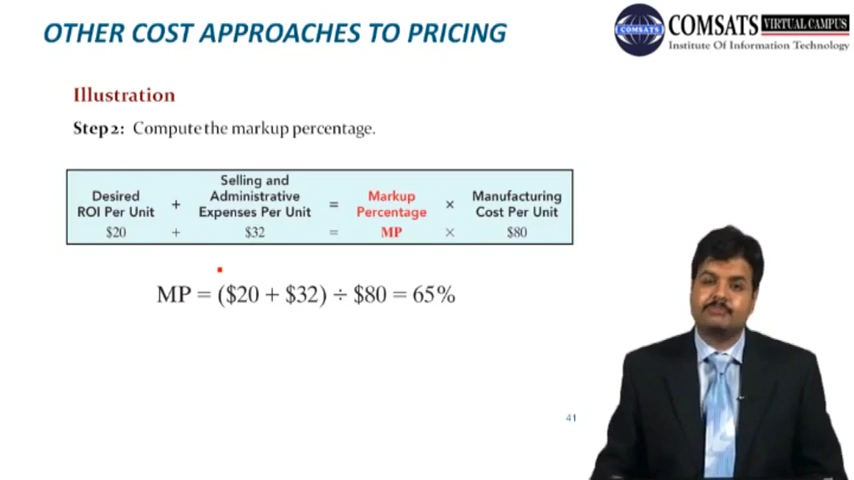 OTHER COST APPROACHES TO PRICING
COMSATS
COMSATS VIRTUAL CAMPUS
Institute Of Information Technology
Illustration
Step 2: Compute the markup percentage.
Desired ROI Per Unit + Selling and Administrative Expenses Per Unit = Markup Percentage × Manufacturing Cost Per Unit
$20 + $32 = MP × $80
MP = ($20 + $32) ÷ $80 = 65%
41